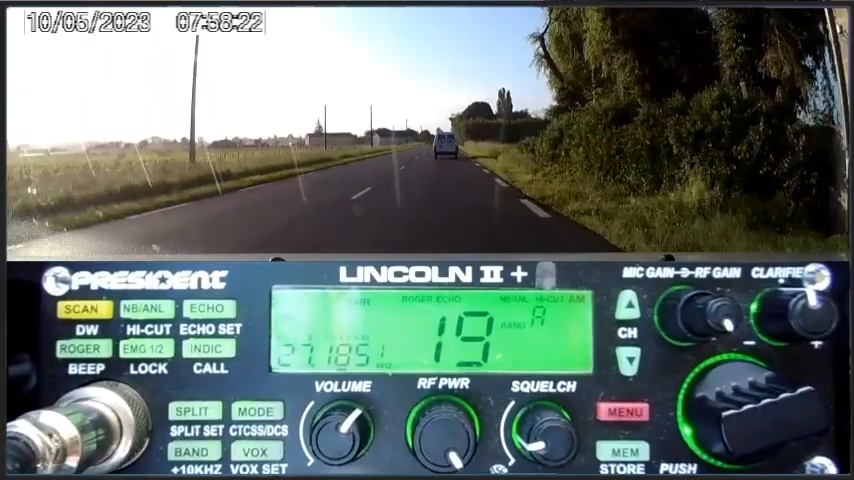 10/05/2023 07:58:22
PRESIDENT LINCOLN II + MIC GAIN RF GAIN CLARIFIER
SCAN NB/ANL ECHO
DW HI-CUT ECHO SET
ROGER EMG 1/2 INDIC
BEEP LOCK CALL
ROGER ECHO NB/ANL HI-CUT AM
BAND A
19
27.185
CH
VOLUME RF PWR SQUELCH
SPLIT MODE
SPLIT SET CTCSS/DCS
BAND VOX
+10KHZ VOX SET
MENU
MEM
STORE PUSH
- +